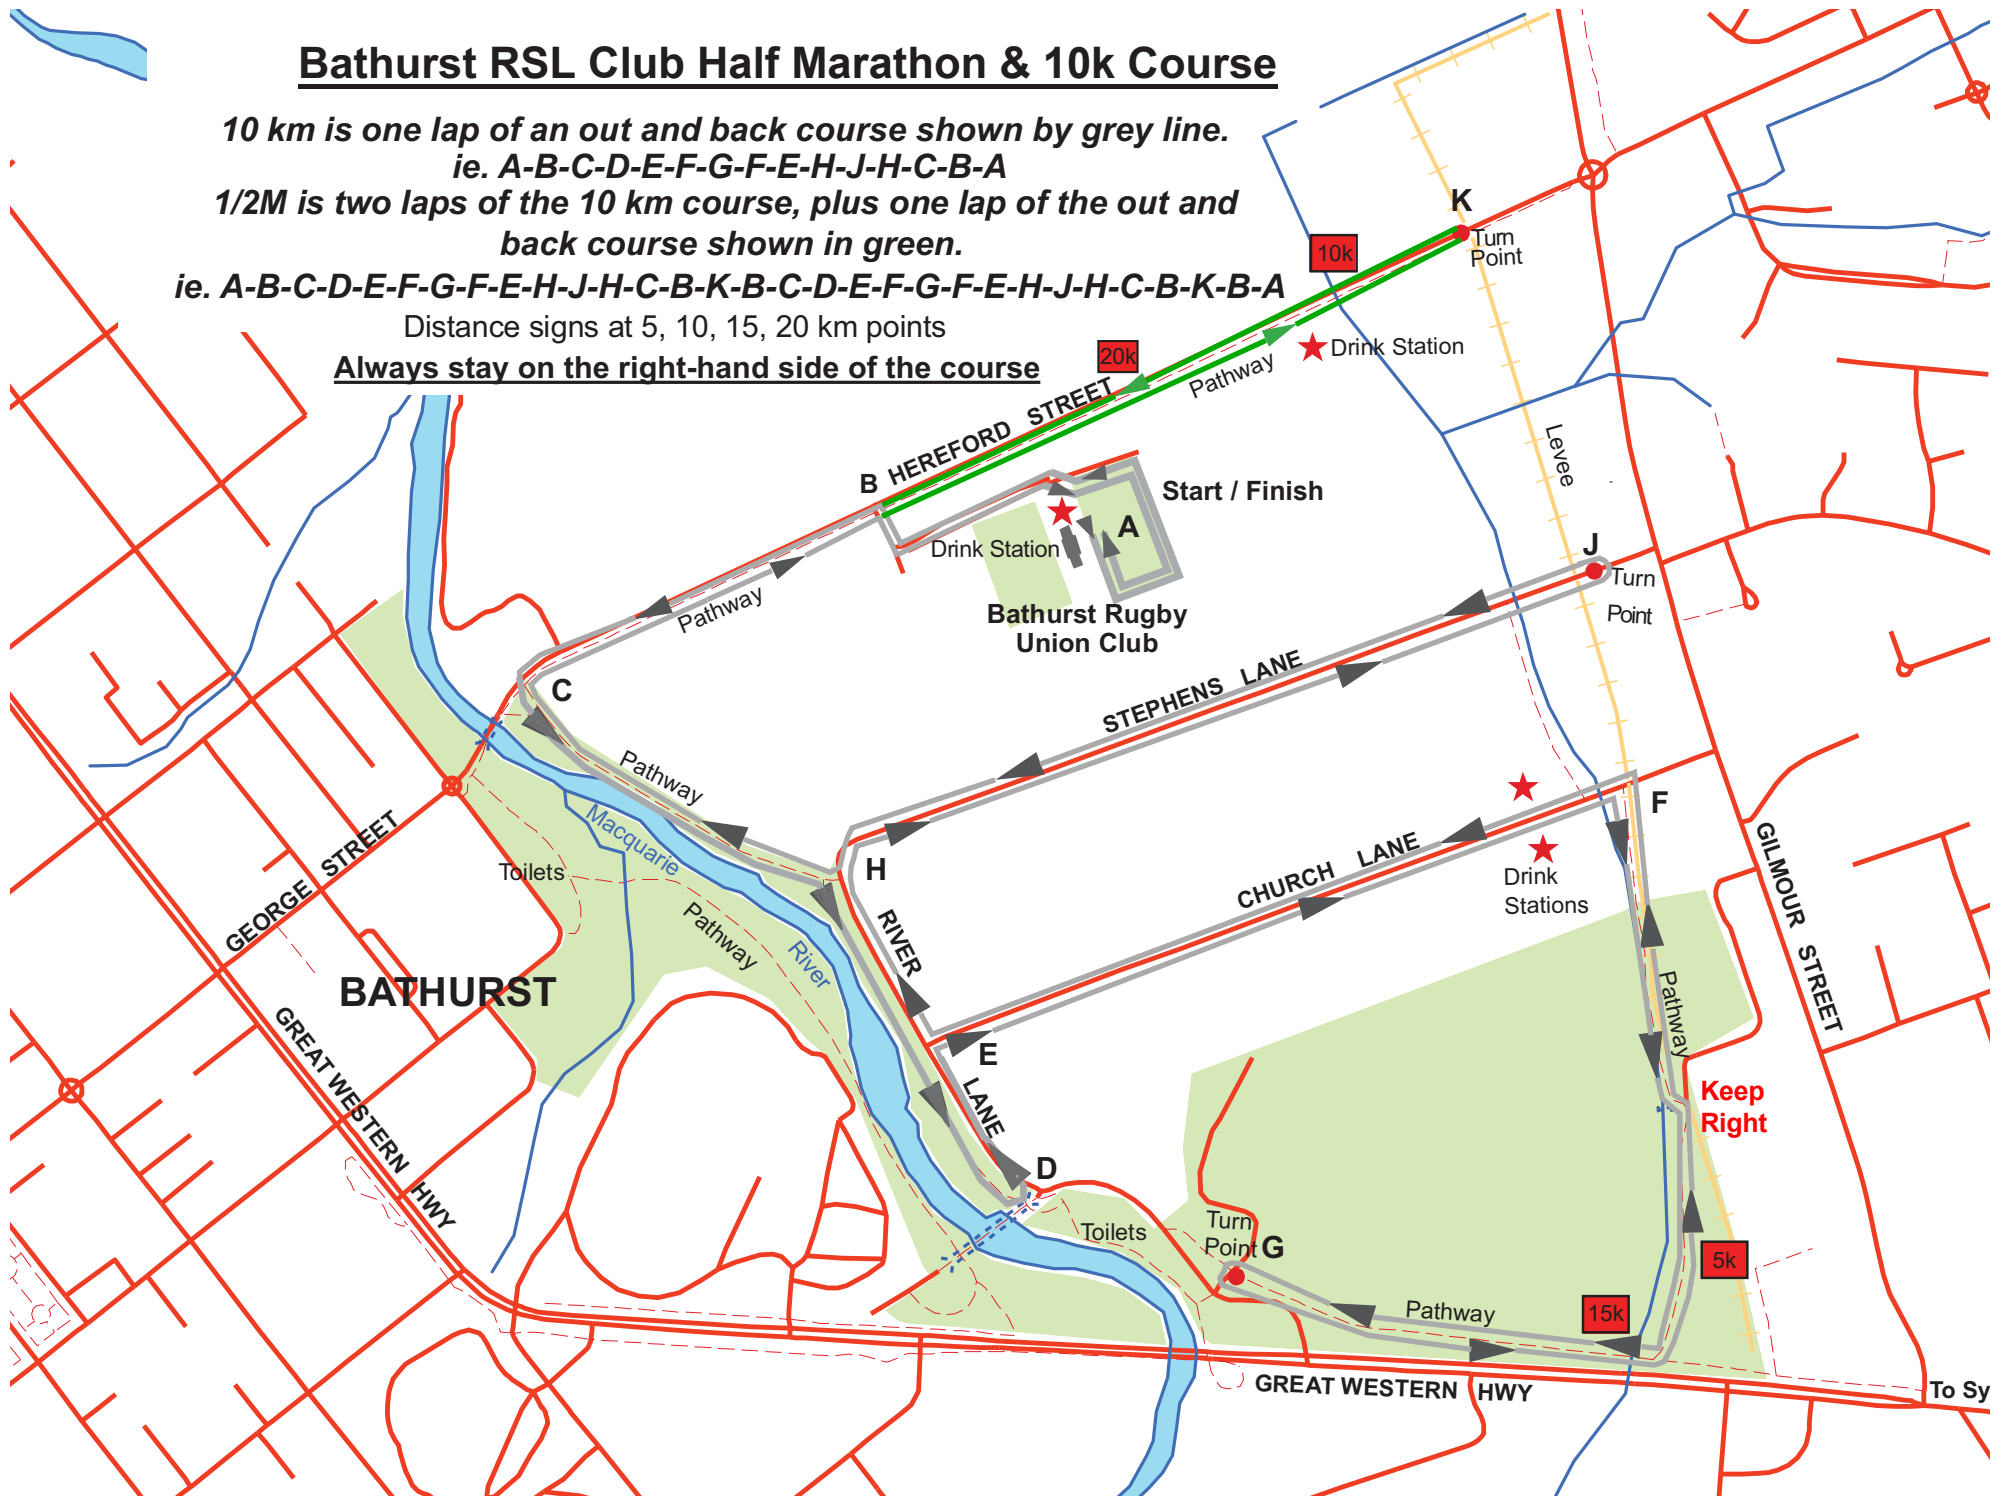 Bathurst RSL Club Half Marathon & 10k Course
10 km is one lap of an out and back course shown by grey line.
ie. A-B-C-D-E-F-G-F-E-H-J-H-C-B-A
1/2M is two laps of the 10 km course, plus one lap of the out and
back course shown in green.
ie. A-B-C-D-E-F-G-F-E-H-J-H-C-B-K-B-C-D-E-F-G-F-E-H-J-H-C-B-K-B-A
Distance signs at 5, 10, 15, 20 km points
Always stay on the right-hand side of the course
K
Turn
Point
10k
Drink Station
20k
Pathway
HEREFORD STREET
B
Levee
Start / Finish
A
Drink Station
J
Turn
Point
Bathurst Rugby
Union Club
Pathway
C
STEPHENS LANE
Pathway
Macquarie
River
F
GEORGE STREET
Toilets
H
CHURCH LANE
Drink
Stations
GILMOUR STREET
Pathway
RIVER LANE
BATHURST
E
Pathway
Keep
Right
GREAT WESTERN HWY
D
Toilets
Turn
Point
G
5k
15k
Pathway
GREAT WESTERN HWY
To Sy